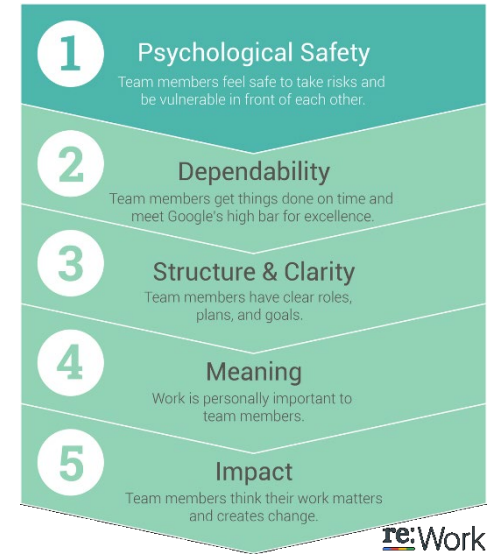 1
Psychological Safety
Team members feel safe to take risks and
be vulnerable in front of each other.
2
Dependability
Team members get things done on time and
meet Google's high bar for excellence.
3
Structure & Clarity
Team members have clear roles,
plans, and goals.
4
Meaning
Work is personally important to
team members.
5
Impact
Team members think their work matters
and creates change.
re:Work